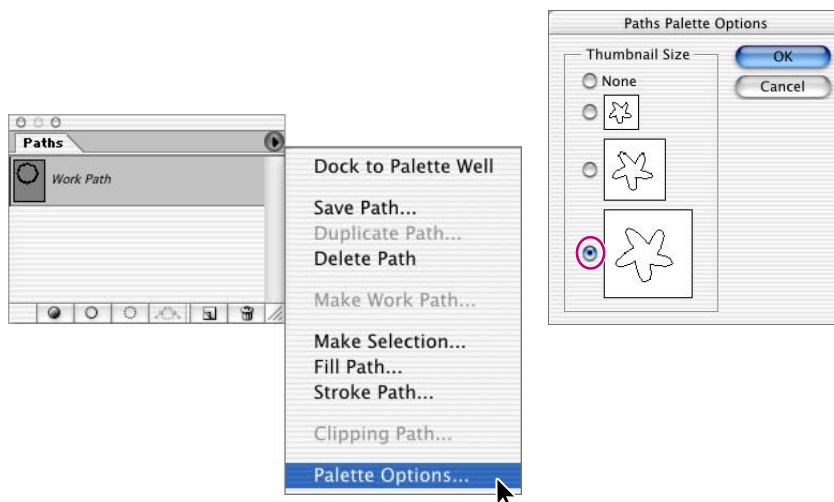 Paths
Work Path
Dock to Palette Well
Save Path...
Duplicate Path...
Delete Path
Make Work Path...
Make Selection...
Fill Path...
Stroke Path...
Clipping Path...
Palette Options...
Paths Palette Options
Thumbnail Size
OK
None
Cancel